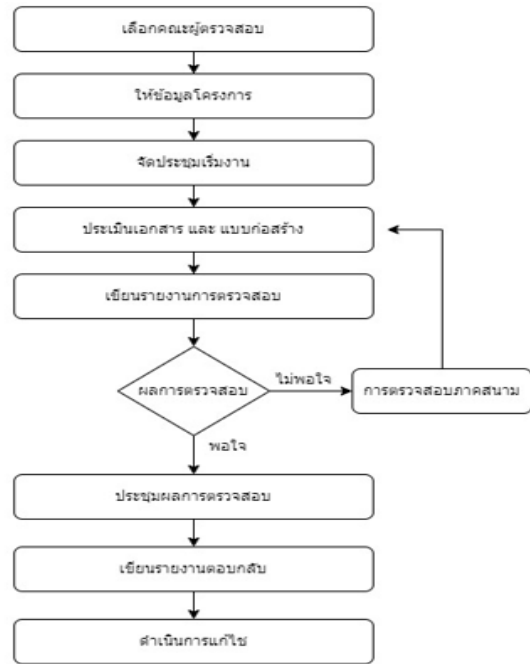 เลือกคณะผู้ตรวจสอบ
ให้ข้อมูลโครงการ
จัดประชุมเริ่มงาน
ประเมินเอกสาร และ แบบก่อสร้าง
เขียนรายงานการตรวจสอบ
ผลการตรวจสอบ
ไม่พอใจ
การตรวจสอบภาคสนาม
พอใจ
ประชุมผลการตรวจสอบ
เขียนรายงานตอบกลับ
ดำเนินการแก้ไข